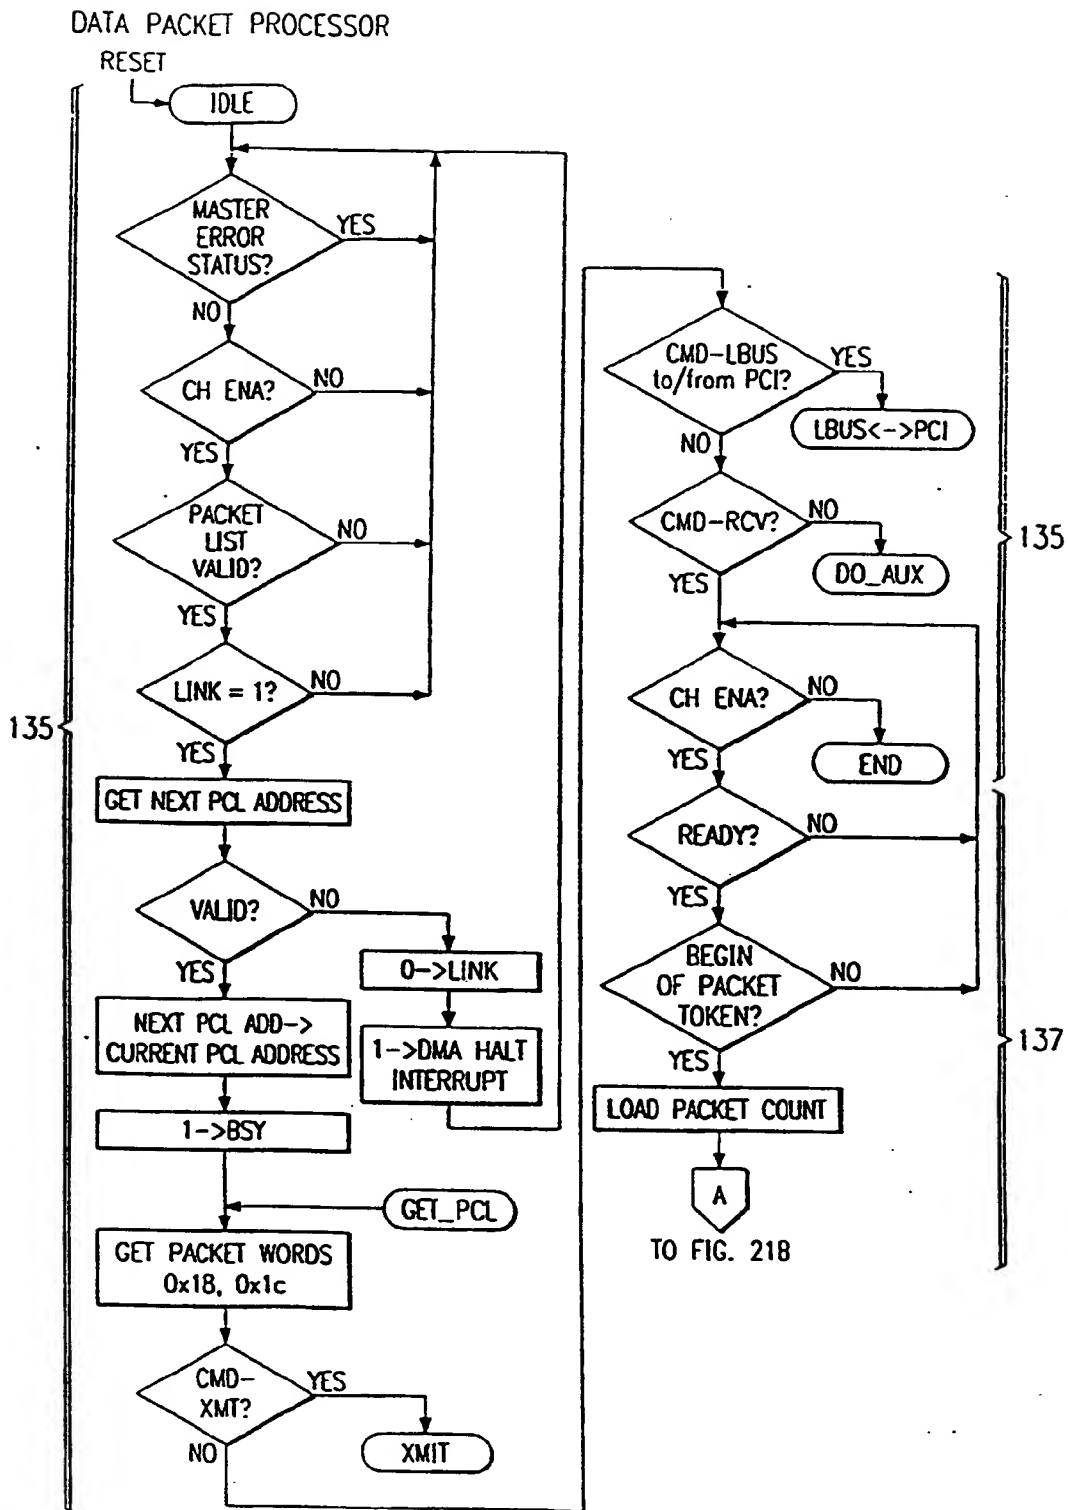 DATA PACKET PROCESSOR
RESET
IDLE
MASTER
ERROR
STATUS?
YES
NO
CH ENA?
NO
YES
PACKET
LIST
VALID?
NO
YES
LINK = 1?
NO
YES
135
GET NEXT PCL ADDRESS
VALID?
NO
YES
0->LINK
NEXT PCL ADD->
CURRENT PCL ADDRESS
1->DMA HALT
INTERRUPT
1->BSY
GET_PCL
GET PACKET WORDS
0x18, 0x1c
CMD-
XMT?
YES
NO
XMIT
CMD-LBUS
to/from PCI?
YES
LBUS<->PCI
NO
CMD-RCV?
NO
DO_AUX
YES
135
CH ENA?
NO
END
YES
READY?
NO
YES
BEGIN
OF PACKET
TOKEN?
NO
YES
137
LOAD PACKET COUNT
A
TO FIG. 21B